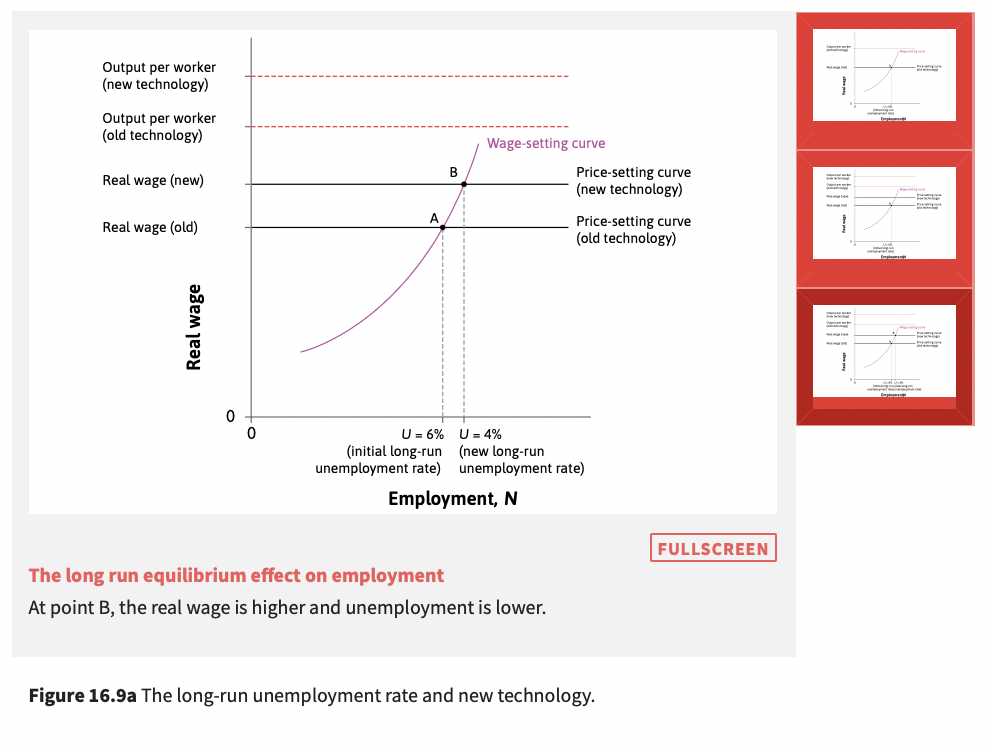 Output per worker
(new technology)
Output per worker
(old technology)
Wage-setting curve
B
Real wage (new)
Price-setting curve
(new technology)
A
Real wage (old)
Price-setting curve
(old technology)
Real wage
0
0
U = 6%
(initial long-run
unemployment rate)
U = 4%
(new long-run
unemployment rate)
Employment, N
FULLSCREEN
The long run equilibrium effect on employment
At point B, the real wage is higher and unemployment is lower.
Figure 16.9a The long-run unemployment rate and new technology.